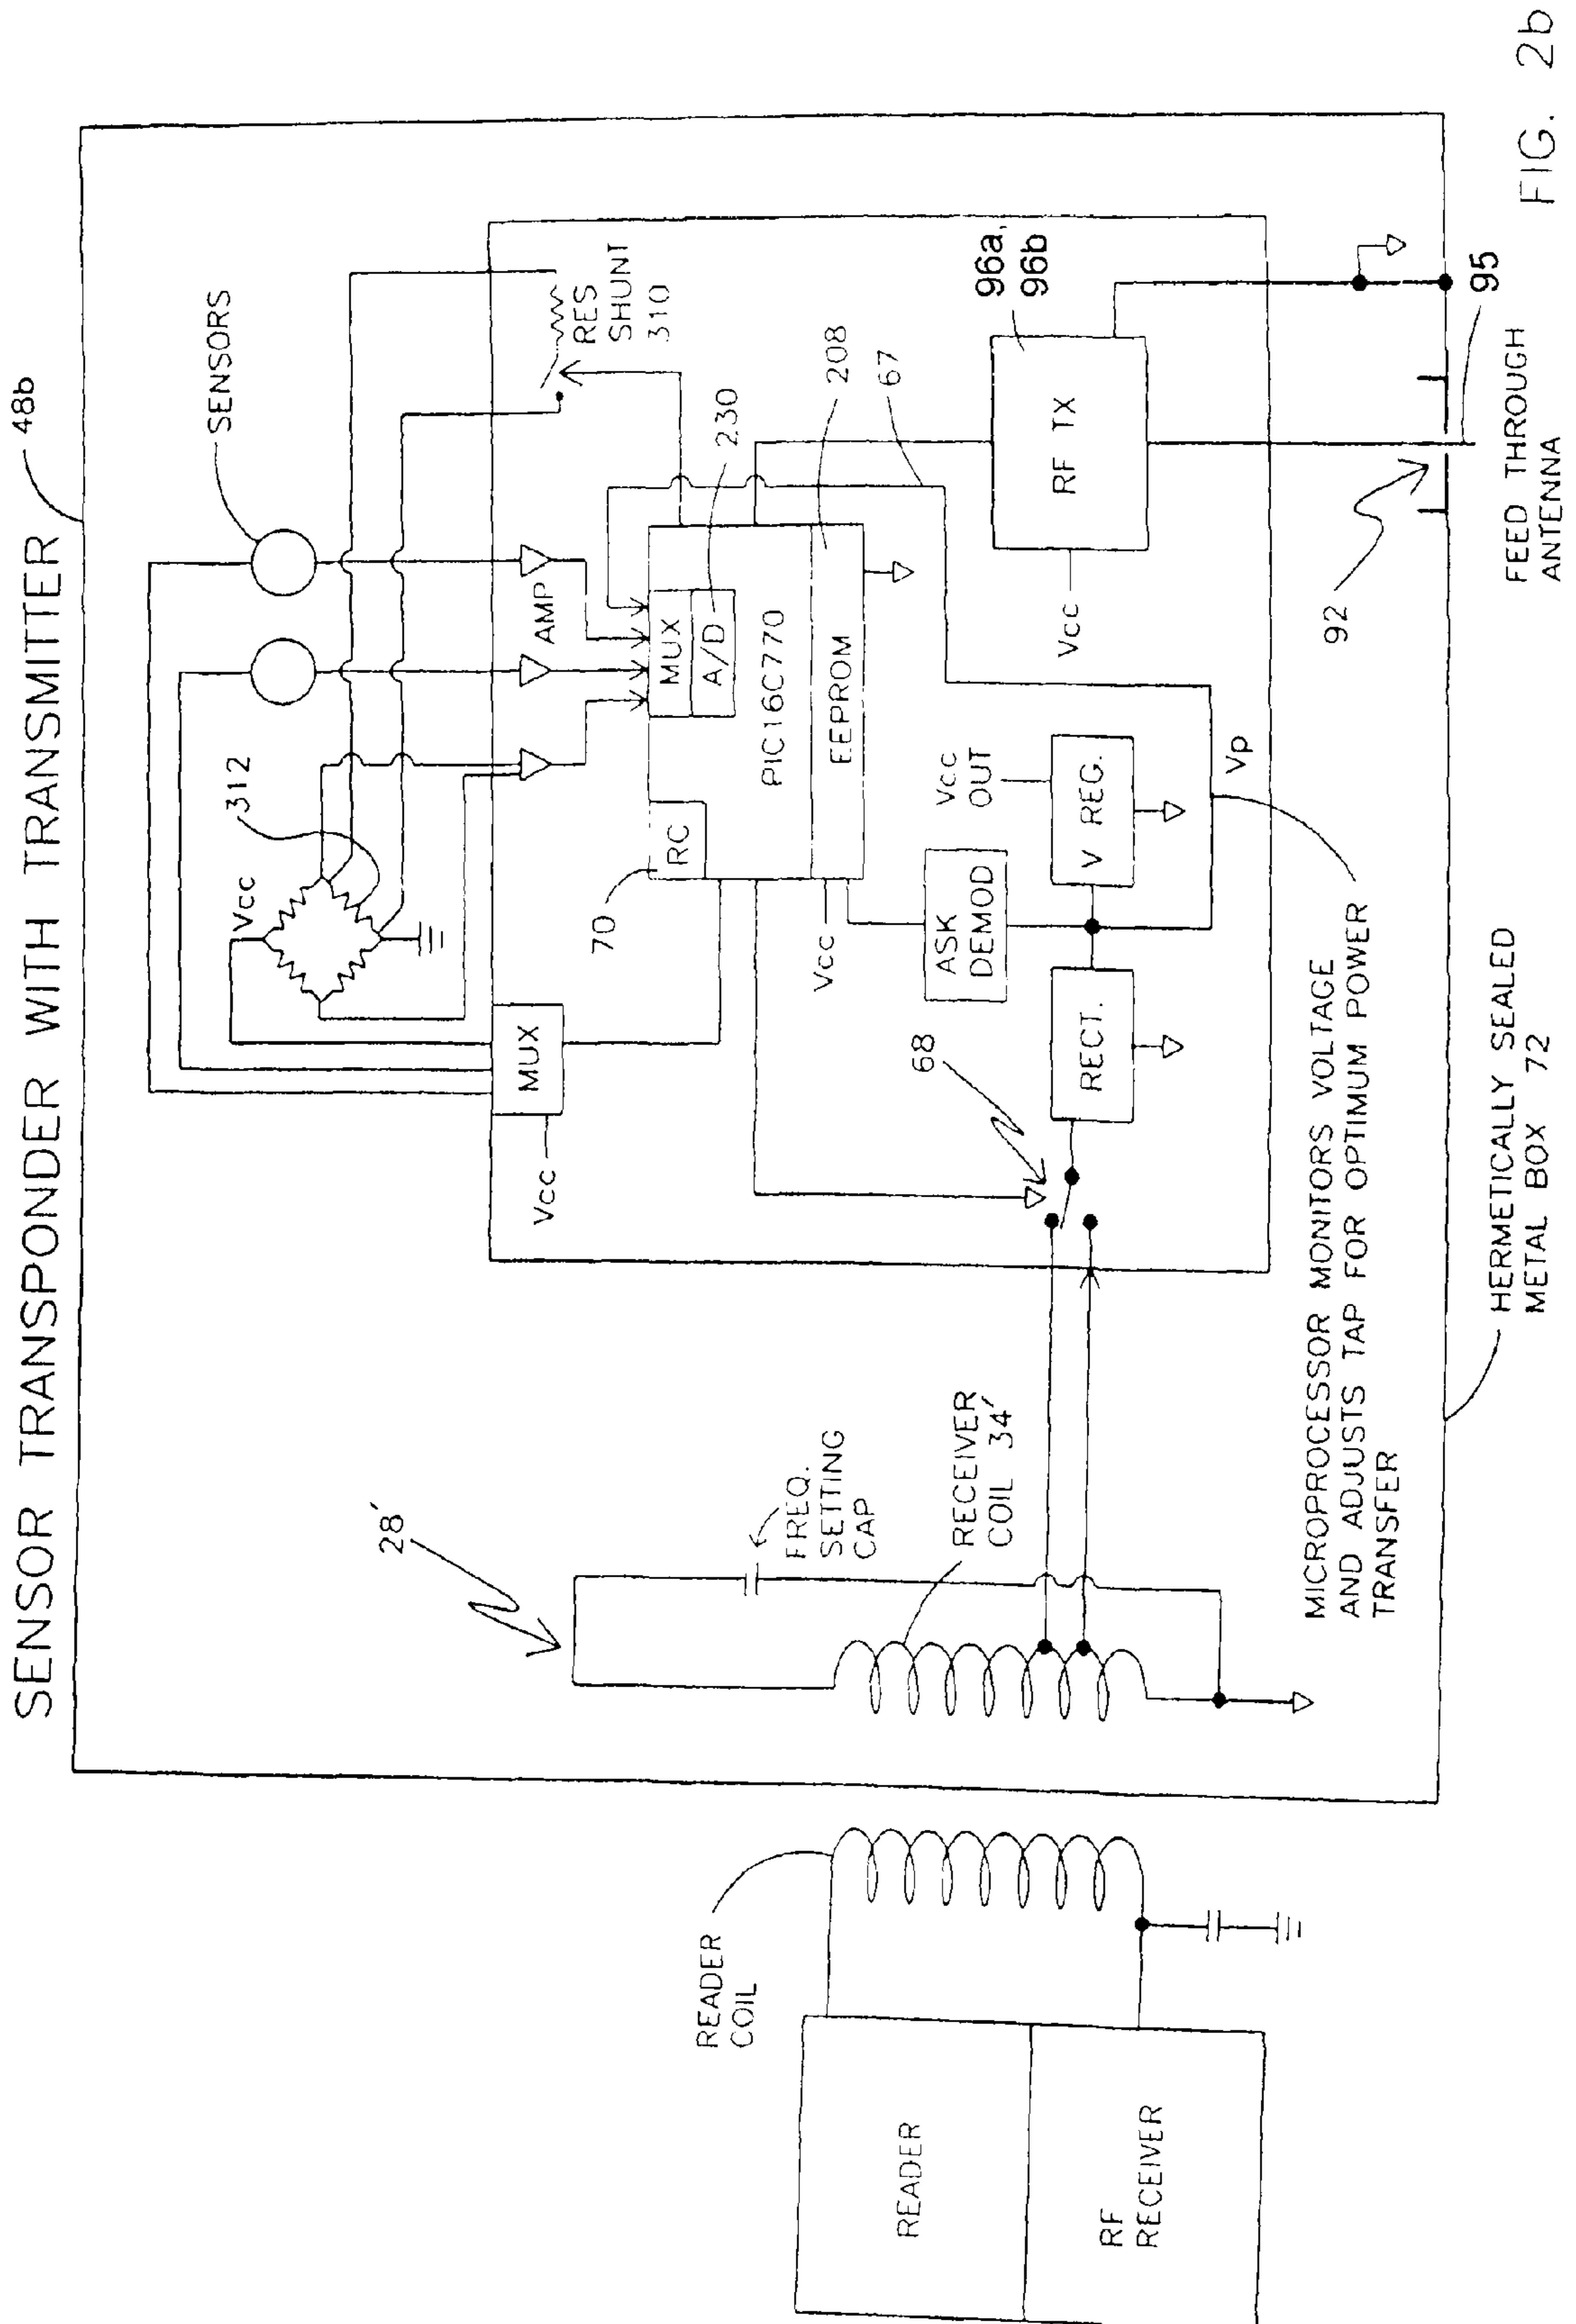 SENSOR TRANSPONDER WITH TRANSMITTER
48b
SENSORS
312
Vcc
RES
SHUNT
310
AMP
MUX
Vcc
70
RC
MUX
A/D
230
PIC16C770
EEPROM
208
67
Vcc
96a,
96b
RF TX
Vcc
ASK
DEMOD
Vcc
OUT
V REG.
RECT.
68
Vp
28'
FREQ.
SETTING
CAP
RECEIVER
COIL 34'
READER
COIL
READER
RF
RECEIVER
MICROPROCESSOR MONITORS VOLTAGE
AND ADJUSTS TAP FOR OPTIMUM POWER
TRANSFER
HERMETICALLY SEALED
METAL BOX 72
92
95
FEED THROUGH
ANTENNA
FIG. 2b